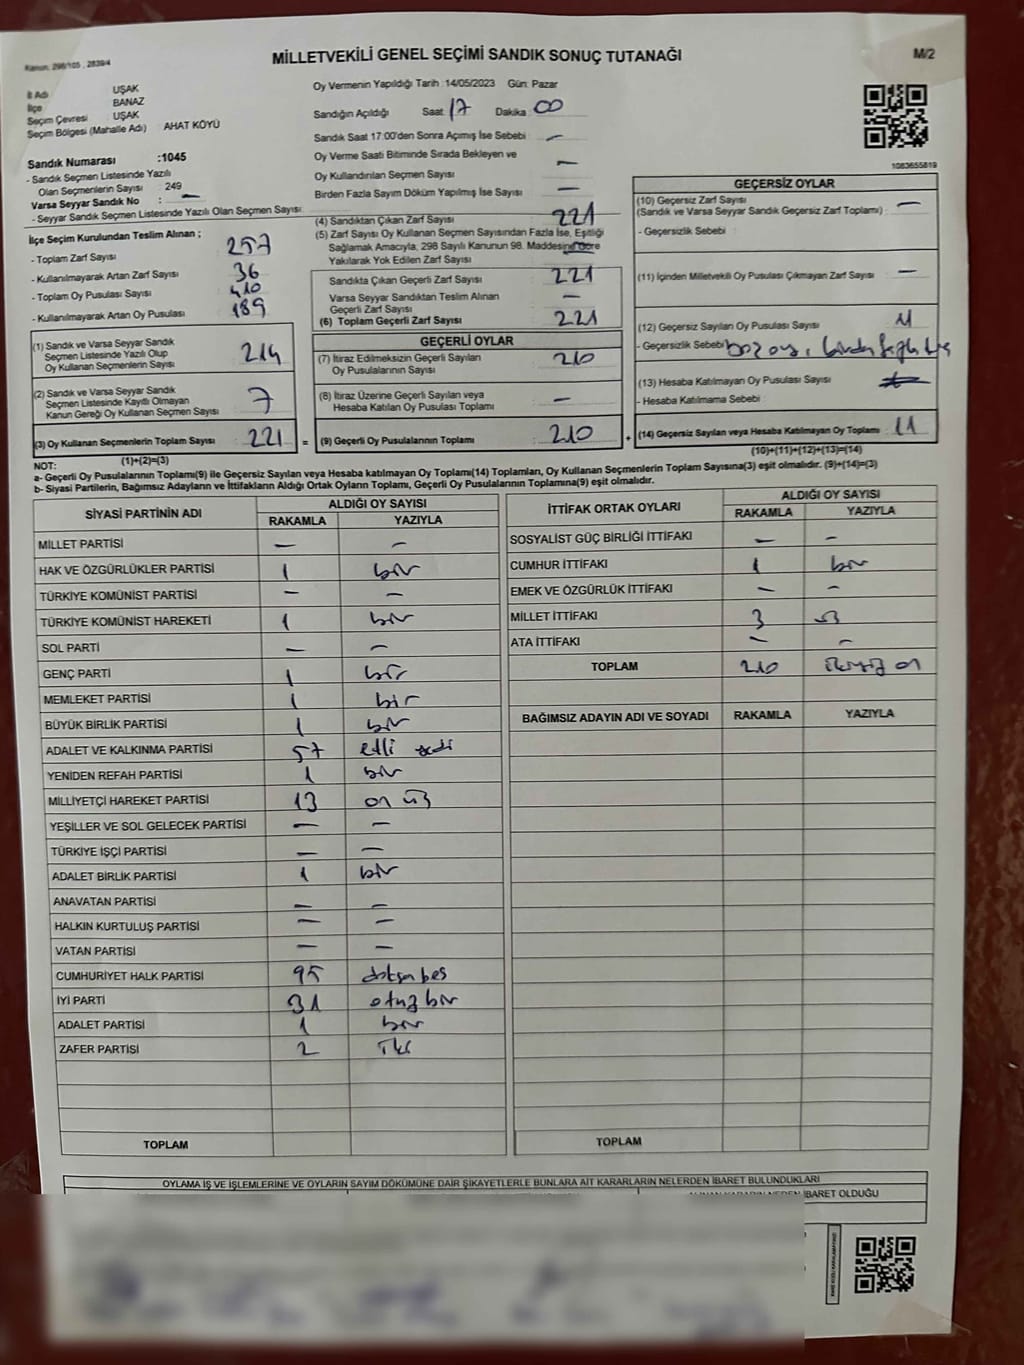 Kanun, 298/105 , 2839/4
MİLLETVEKİLİ GENEL SEÇİMİ SANDIK SONUÇ TUTANAĞI
M/2
İl Adı UŞAK
İlçe BANAZ
Seçim Çevresi UŞAK
Seçim Bölgesi (Mahalle Adı) AHAT KÖYÜ
Sandık Numarası :1045
- Sandık Seçmen Listesinde Yazılı
Olan Seçmenlerin Sayısı : 249
Varsa Seyyar Sandık No : —
- Seyyar Sandık Seçmen Listesinde Yazılı Olan Seçmen Sayısı:
İlçe Seçim Kurulundan Teslim Alınan ;
- Toplam Zarf Sayısı 257
- Kullanılmayarak Artan Zarf Sayısı 36
- Toplam Oy Pusulası Sayısı 410
- Kullanılmayarak Artan Oy Pusulası 189
(1) Sandık ve Varsa Seyyar Sandık
Seçmen Listesinde Yazılı Olup
Oy Kullanan Seçmenlerin Sayısı 214
(2) Sandık ve Varsa Seyyar Sandık
Seçmen Listesinde Kayıtlı Olmayan
Kanun Gereği Oy Kullanan Seçmen Sayısı 7
(3) Oy Kullanan Seçmenlerin Toplam Sayısı 221 =
(1)+(2)=(3)
Oy Vermenin Yapıldığı Tarih :14/05/2023 Gün: Pazar
Sandığın Açıldığı Saat 17 Dakika 00
Sandık Saat 17:00'den Sonra Açımış İse Sebebi —
Oy Verme Saati Bitiminde Sırada Bekleyen ve
Oy Kullandırılan Seçmen Sayısı —
Birden Fazla Sayım Döküm Yapılmış İse Sayısı —
(4) Sandıktan Çıkan Zarf Sayısı 221
(5) Zarf Sayısı Oy Kullanan Seçmen Sayısından Fazla İse, Eşitliği
Sağlamak Amacıyla, 298 Sayılı Kanunun 98. Maddesine Göre
Yakılarak Yok Edilen Zarf Sayısı
Sandıkta Çıkan Geçerli Zarf Sayısı 221
Varsa Seyyar Sandıktan Teslim Alınan
Geçerli Zarf Sayısı —
(6) Toplam Geçerli Zarf Sayısı 221
GEÇERLİ OYLAR
(7) İtiraz Edilmeksizin Geçerli Sayılan
Oy Pusulalarının Sayısı 210
(8) İtiraz Üzerine Geçerli Sayılan veya
Hesaba Katılan Oy Pusulası Toplamı —
(9) Geçerli Oy Pusulalarının Toplamı 210 +
1083655819
GEÇERSİZ OYLAR
(10) Geçersiz Zarf Sayısı
(Sandık ve Varsa Seyyar Sandık Geçersiz Zarf Toplamı) : —
- Geçersizlik Sebebi
(11) İçinden Milletvekili Oy Pusulası Çıkmayan Zarf Sayısı —
(12) Geçersiz Sayılan Oy Pusulası Sayısı 11
- Geçersizlik Sebebi boş oy,
(13) Hesaba Katılmayan Oy Pusulası Sayısı
- Hesaba Katılmama Sebebi
(14) Geçersiz Sayılan veya Hesaba Katılmayan Oy Toplamı 11
(10)+(11)+(12)+(13)=(14)
NOT:
a- Geçerli Oy Pusulalarının Toplamı(9) ile Geçersiz Sayılan veya Hesaba katılmayan Oy Toplamı(14) Toplamları, Oy Kullanan Seçmenlerin Toplam Sayısına(3) eşit olmalıdır. (9)+(14)=(3)
b- Siyasi Partilerin, Bağımsız Adayların ve İttifakların Aldığı Ortak Oyların Toplamı, Geçerli Oy Pusulalarının Toplamına(9) eşit olmalıdır.
SİYASİ PARTİNİN ADI ALDIĞI OY SAYISI
RAKAMLA YAZIYLA
MİLLET PARTİSİ — —
HAK VE ÖZGÜRLÜKLER PARTİSİ 1 bir
TÜRKİYE KOMÜNİST PARTİSİ — —
TÜRKİYE KOMÜNİST HAREKETİ 1 bir
SOL PARTİ — —
GENÇ PARTİ 1 bir
MEMLEKET PARTİSİ 1 bir
BÜYÜK BİRLİK PARTİSİ 1 bir
ADALET VE KALKINMA PARTİSİ 57 elli yedi
YENİDEN REFAH PARTİSİ 1 bir
MİLLİYETÇİ HAREKET PARTİSİ 13 on üç
YEŞİLLER VE SOL GELECEK PARTİSİ — —
TÜRKİYE İŞÇİ PARTİSİ — —
ADALET BİRLİK PARTİSİ 1 bir
ANAVATAN PARTİSİ — —
HALKIN KURTULUŞ PARTİSİ — —
VATAN PARTİSİ — —
CUMHURİYET HALK PARTİSİ 95 doksan beş
İYİ PARTİ 31 otuz bir
ADALET PARTİSİ 1 bir
ZAFER PARTİSİ 2 iki
TOPLAM
İTTİFAK ORTAK OYLARI ALDIĞI OY SAYISI
RAKAMLA YAZIYLA
SOSYALİST GÜÇ BİRLİĞİ İTTİFAKI — —
CUMHUR İTTİFAKI 1 bir
EMEK VE ÖZGÜRLÜK İTTİFAKI — —
MİLLET İTTİFAKI 3 üç
ATA İTTİFAKI — —
TOPLAM 210 ikiyüz on
BAĞIMSIZ ADAYIN ADI VE SOYADI RAKAMLA YAZIYLA
TOPLAM
OYLAMA İŞ VE İŞLEMLERİNE VE OYLARIN SAYIM DÖKÜMÜNE DAİR ŞİKAYETLERLE BUNLARA AİT KARARLARIN NELERDEN İBARET BULUNDUKLARI
İBARET OLDUĞU